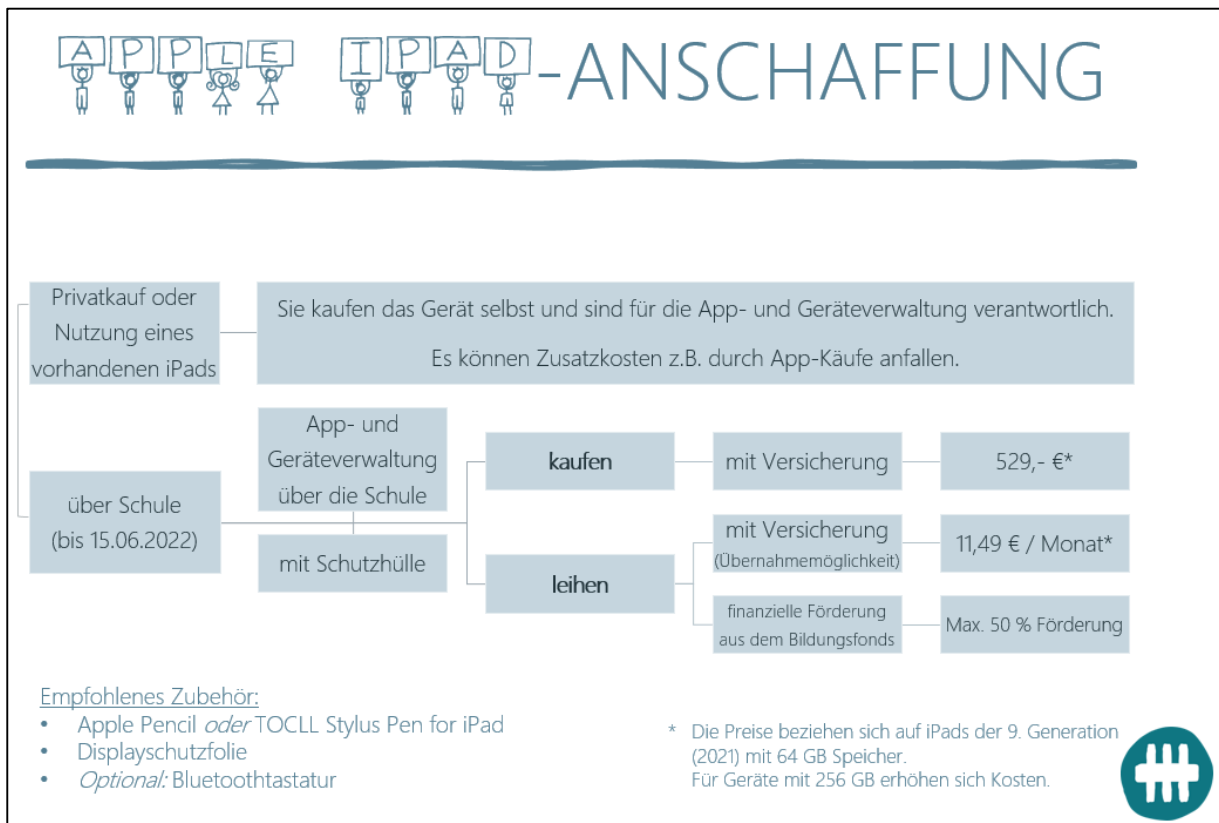 APPLE IPAD-ANSCHAFFUNG
Privatkauf oder
Nutzung eines
vorhandenen iPads
Sie kaufen das Gerät selbst und sind für die App- und Geräteverwaltung verantwortlich.
Es können Zusatzkosten z.B. durch App-Käufe anfallen.
über Schule
(bis 15.06.2022)
App- und
Geräteverwaltung
über die Schule
mit Schutzhülle
kaufen
mit Versicherung
529,- €*
leihen
mit Versicherung
(Übernahmemöglichkeit)
11,49 € / Monat*
finanzielle Förderung
aus dem Bildungsfonds
Max. 50 % Förderung
Empfohlenes Zubehör:
• Apple Pencil oder TOCLL Stylus Pen for iPad
• Displayschutzfolie
• Optional: Bluetoothtastatur
* Die Preise beziehen sich auf iPads der 9. Generation
(2021) mit 64 GB Speicher.
Für Geräte mit 256 GB erhöhen sich Kosten.